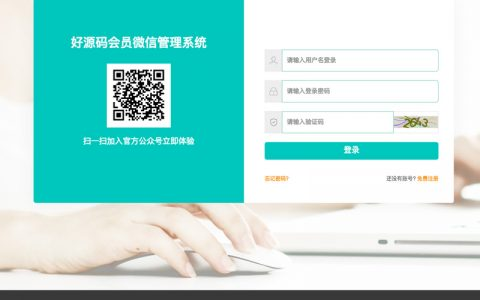 好源码会员微信管理系统
扫一扫加入官方公众号立即体验
请输入用户名登录
请输入登录密码
请输入验证码
2643
登录
忘记密码?
还没有账号? 免费注册